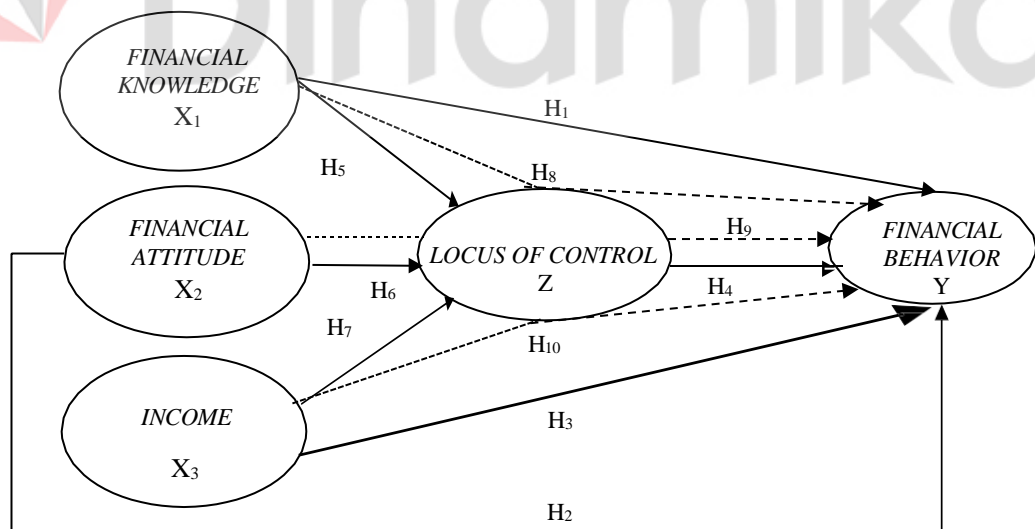 Dinamika
FINANCIAL
KNOWLEDGE
X1
H1
H5
H8
FINANCIAL
ATTITUDE
X2
H6
LOCUS OF CONTROL
Z
H9
H4
FINANCIAL
BEHAVIOR
Y
H7
H10
INCOME
X3
H3
H2